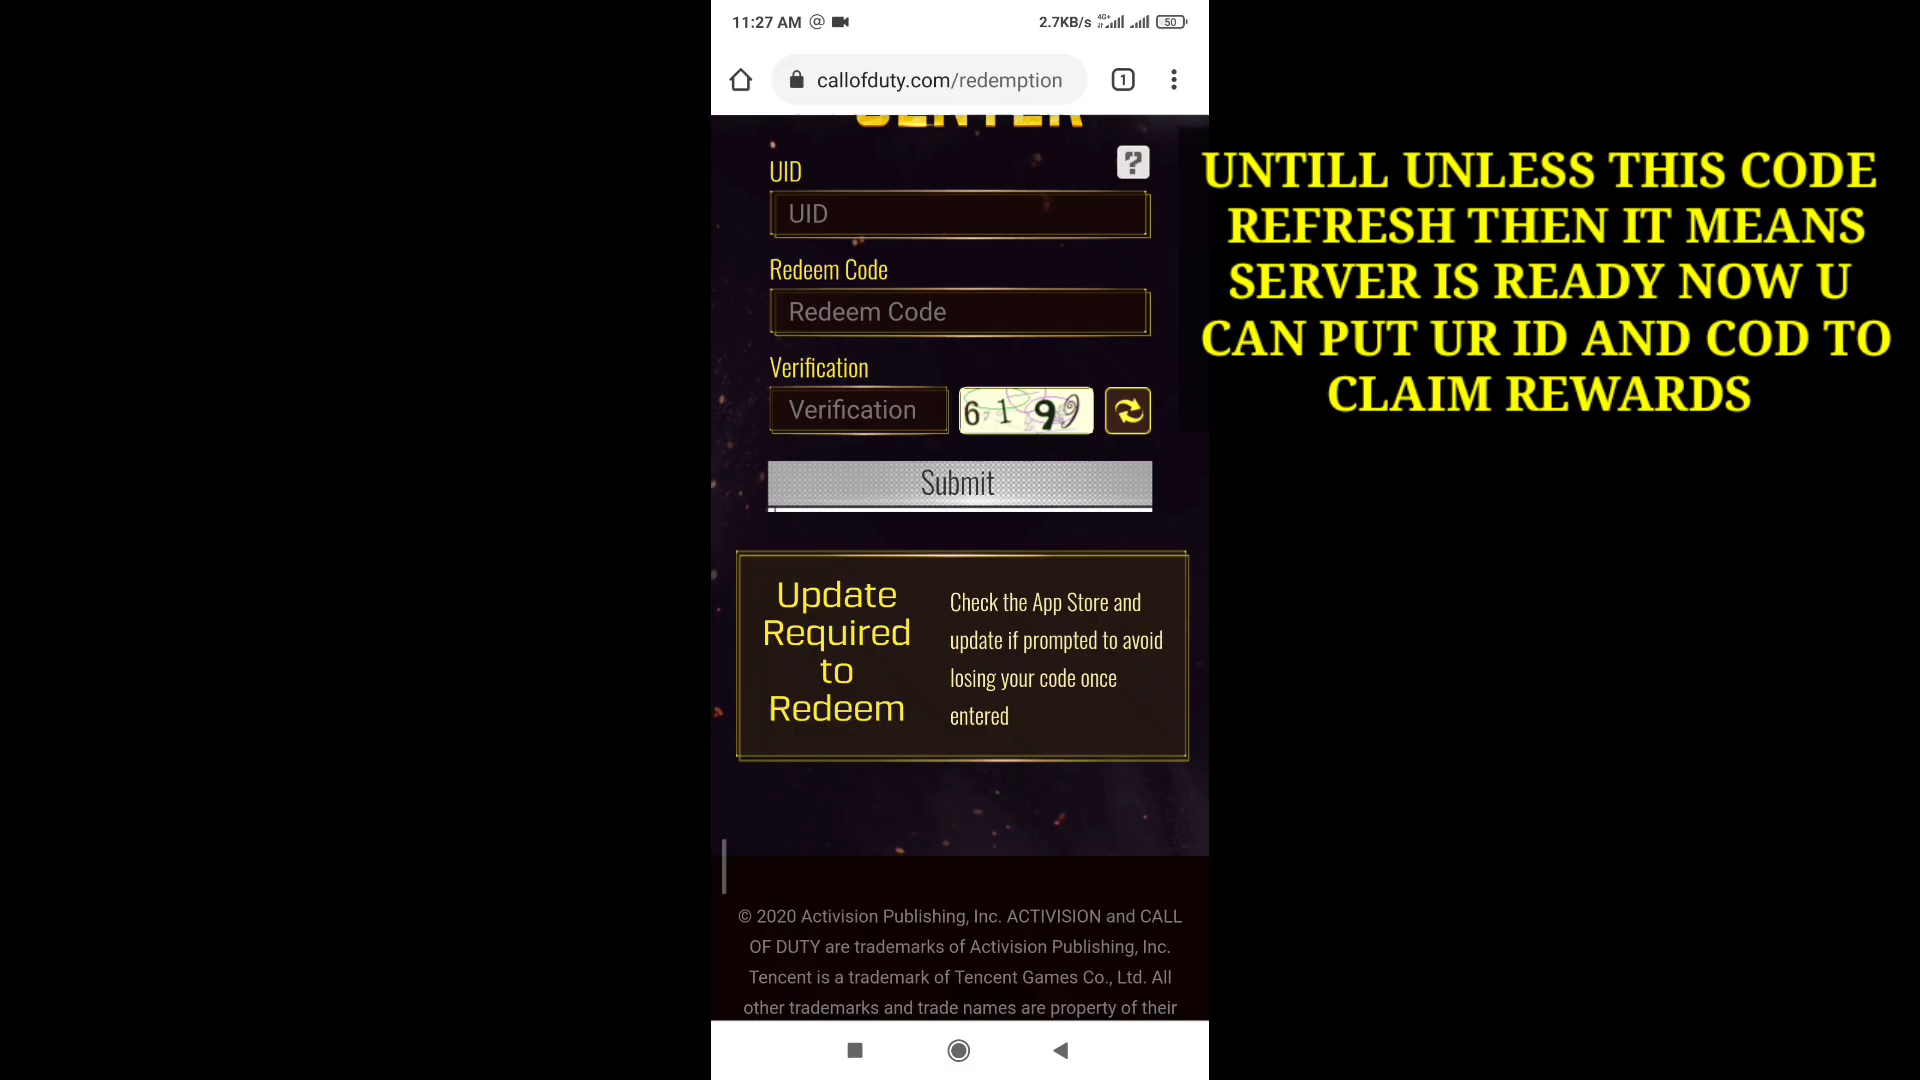 11:27 AM @ 2.7KB/s 4G+ 50
callofduty.com/redemption 1
CENTER
UID ?
UID
Redeem Code
Redeem Code
Verification
Verification 6199
Submit
Update
Required
to
Redeem
Check the App Store and
update if prompted to avoid
losing your code once
entered
© 2020 Activision Publishing, Inc. ACTIVISION and CALL
OF DUTY are trademarks of Activision Publishing, Inc.
Tencent is a trademark of Tencent Games Co., Ltd. All
other trademarks and trade names are property of their
UNTILL UNLESS THIS CODE
REFRESH THEN IT MEANS
SERVER IS READY NOW U
CAN PUT UR ID AND COD TO
CLAIM REWARDS